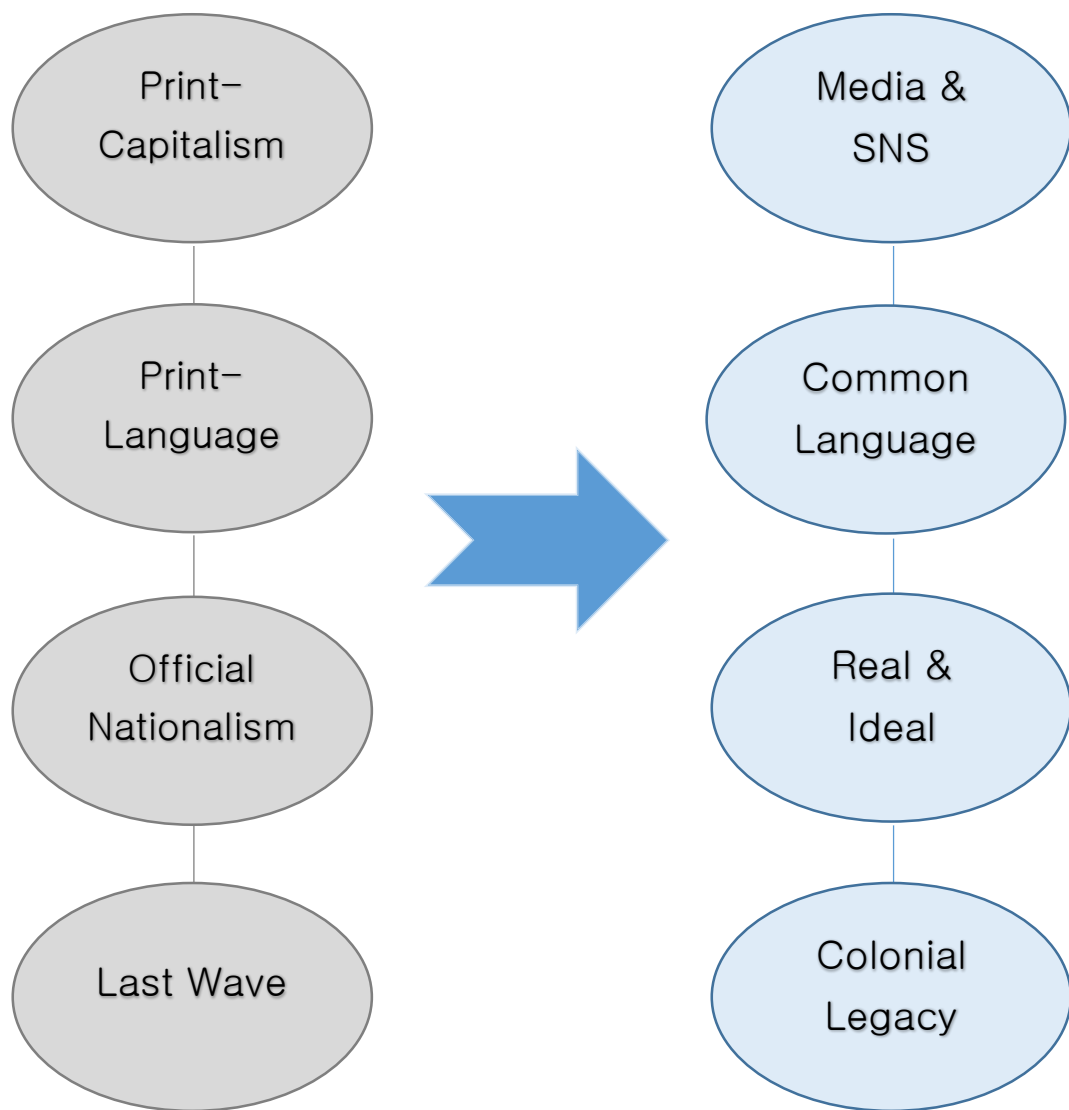 Print-
Capitalism
Print-
Language
Official
Nationalism
Last Wave
Media &
SNS
Common
Language
Real &
Ideal
Colonial
Legacy